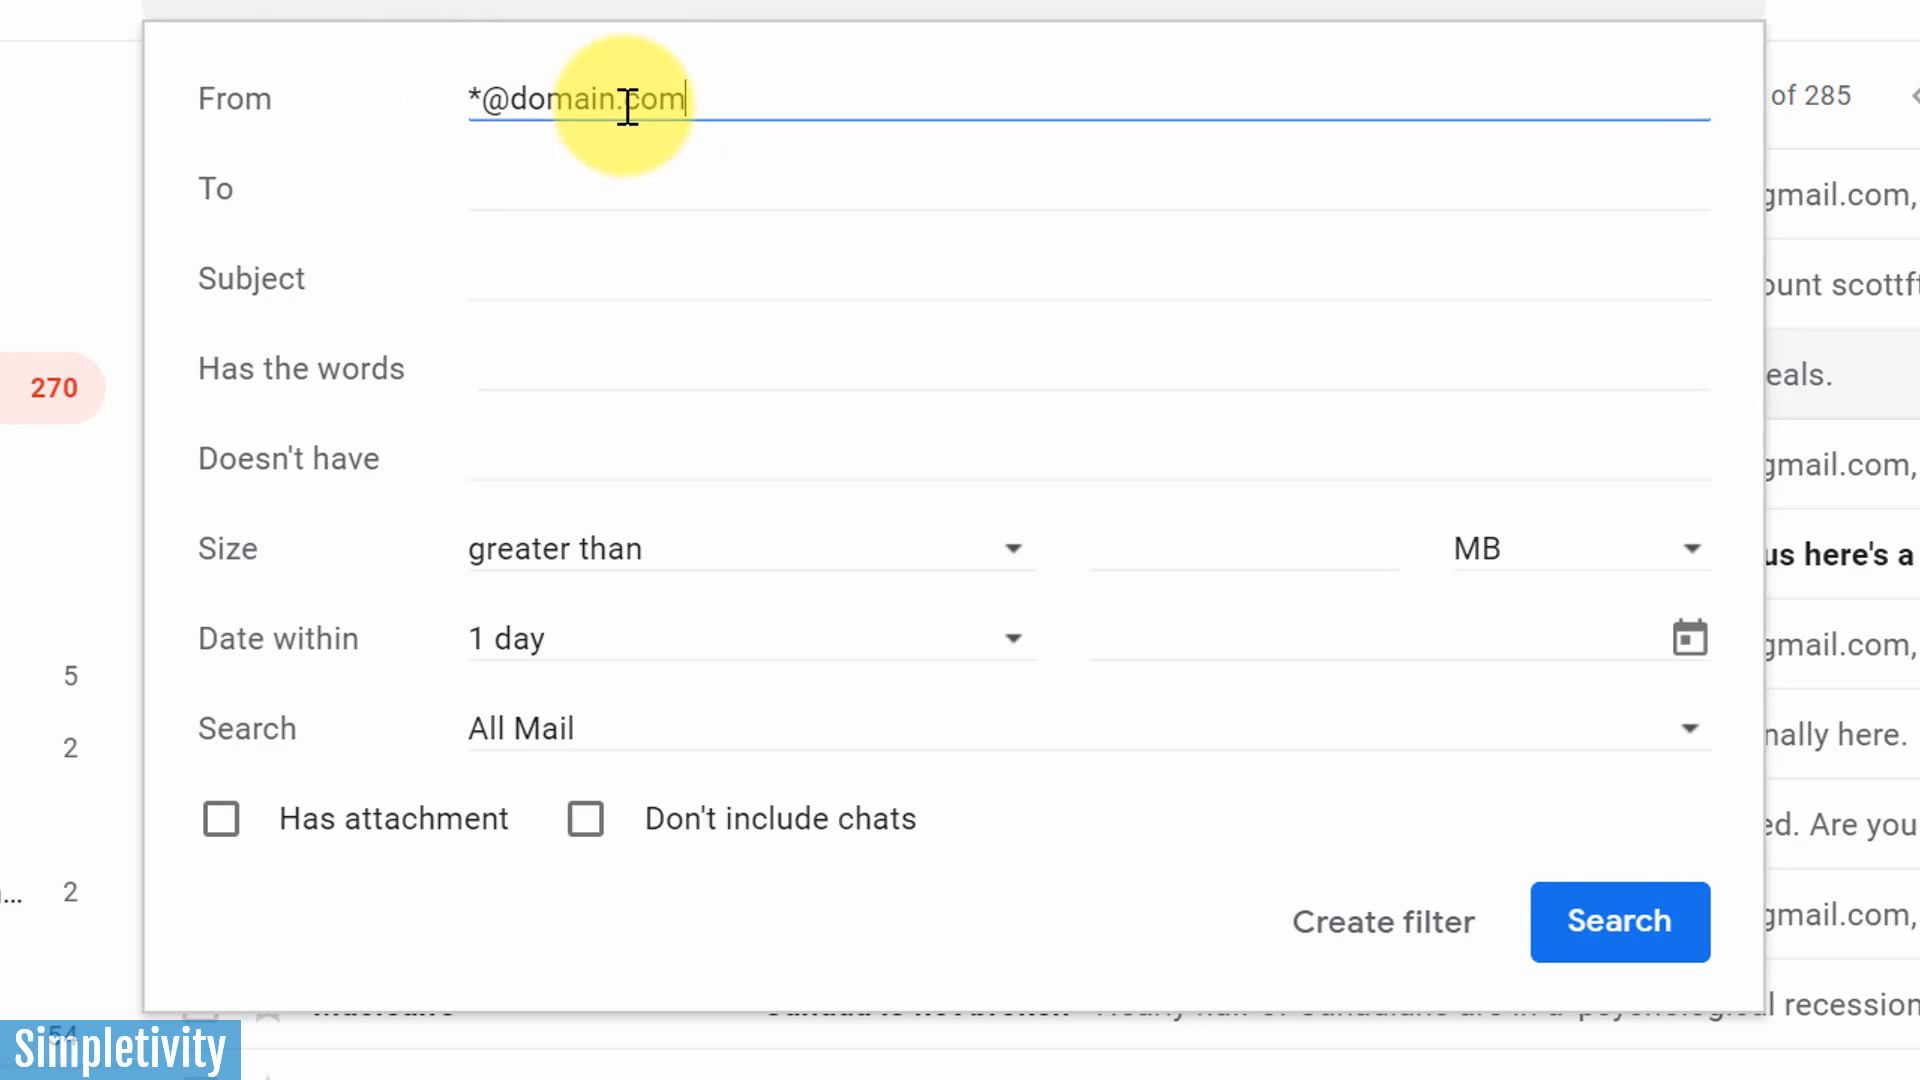 From *@domain.com
of 285
To
gmail.com,
Subject
ount scottft
Has the words
270
eals.
Doesn't have
gmail.com,
Size greater than MB
us here's a
Date within 1 day
gmail.com,
5
Search All Mail
2
nally here.
Has attachment Don't include chats
ed. Are you
... 2
Create filter Search
gmail.com,
l recession
54
Simpletivity